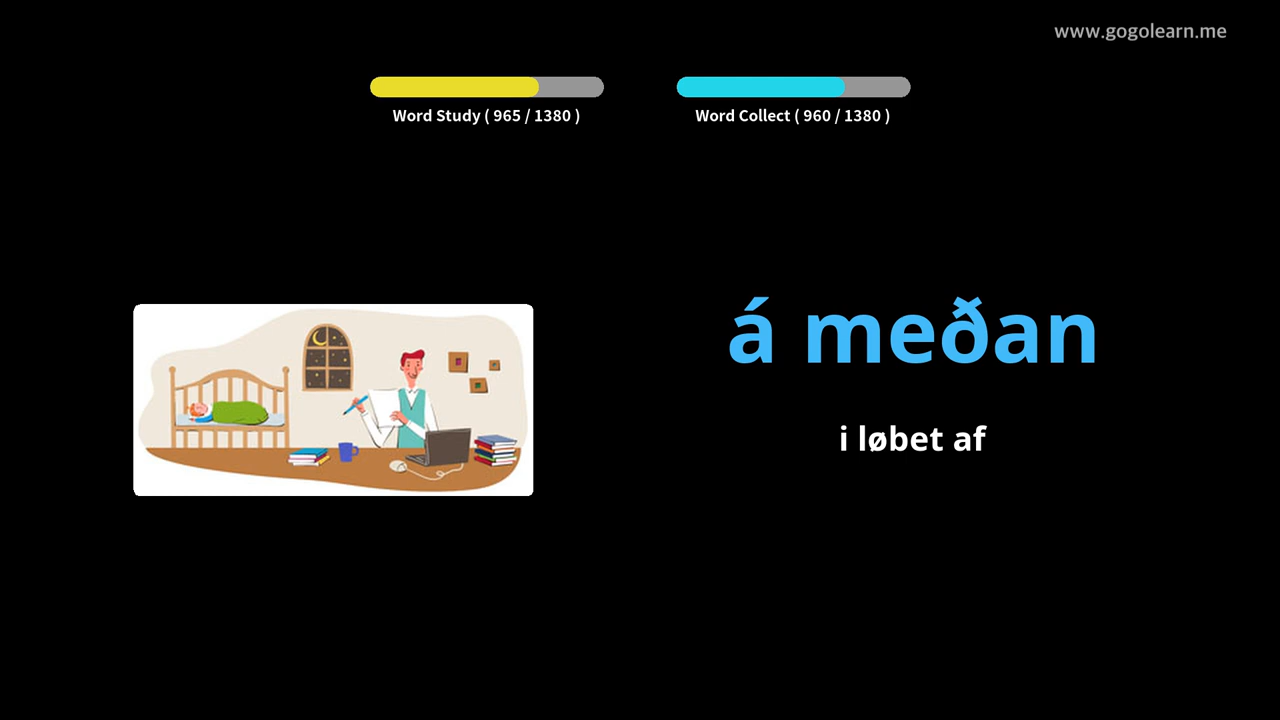 www.gogolearn.me
Word Study ( 965 / 1380 )
Word Collect ( 960 / 1380 )
á meðan
i løbet af